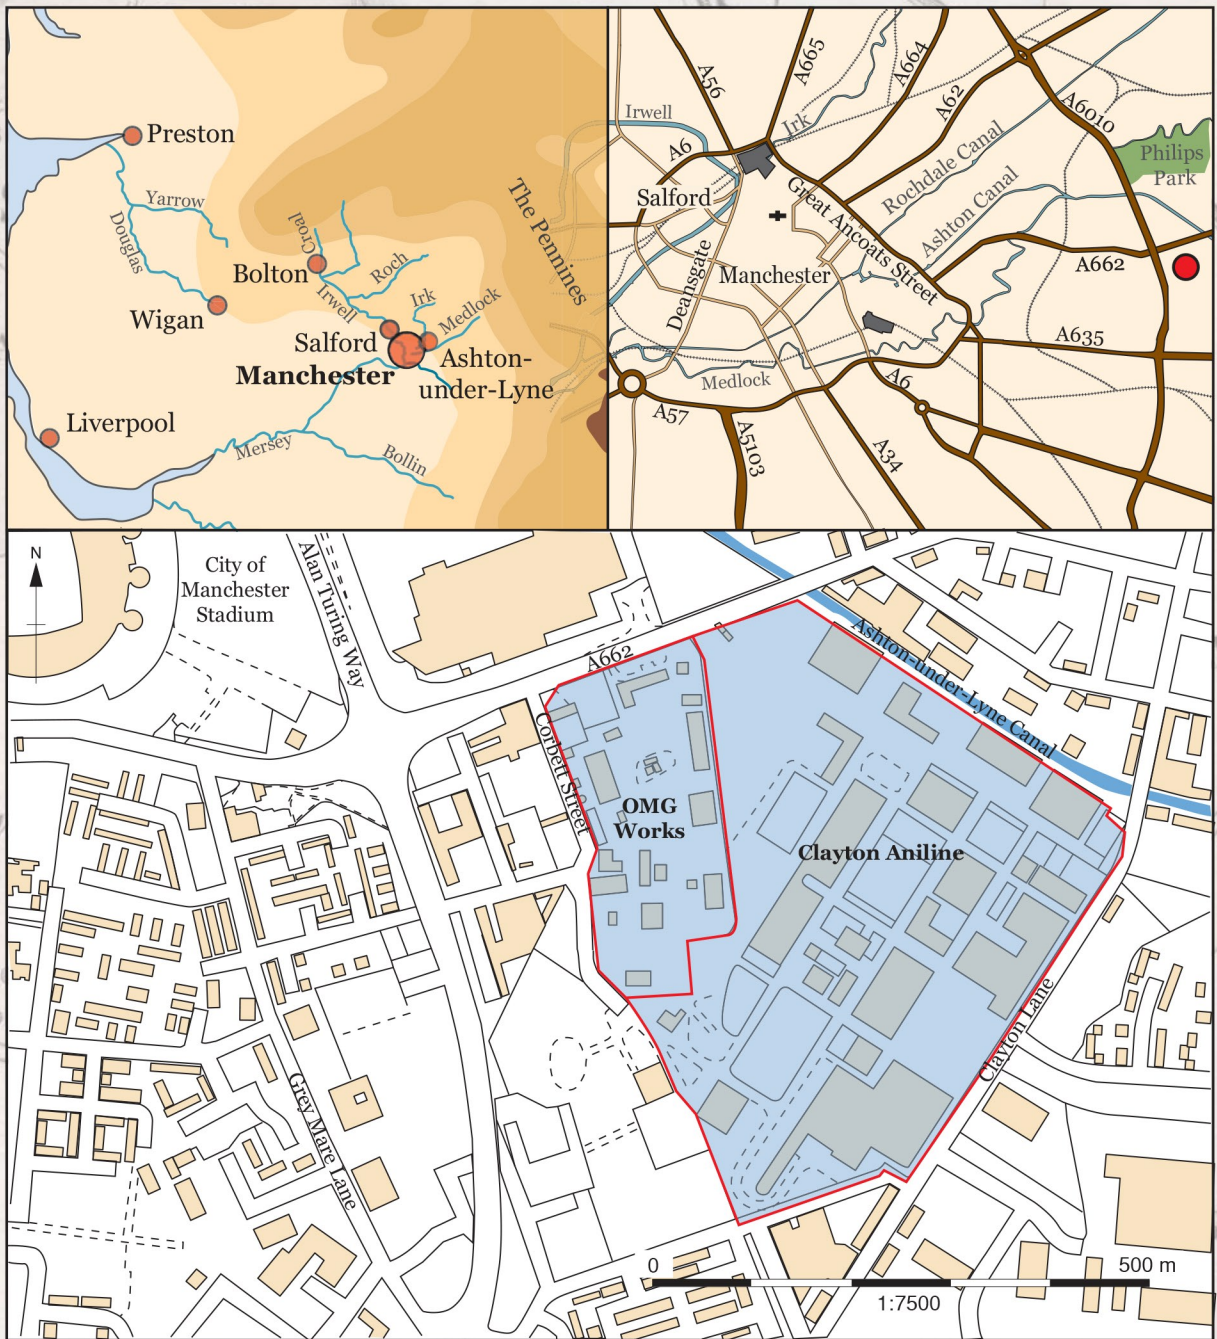 Preston
Yarrow
Douglas
Croal
Bolton
Roch
Wigan
Irwell
Irk
Medlock
Salford
Manchester
Ashton-
under-Lyne
The Pennines
Liverpool
Mersey
Bollin
A56
A665
A664
A62
A6010
Irwell
Irk
A6
Rochdale Canal
Philips
Park
Salford
Great Ancoats Street
Ashton Canal
Deansgate
Manchester
A662
A635
Medlock
A6
A57
A5103
A34
N
City of
Manchester
Stadium
Alan Turing Way
A662
Ashton-under-Lyne Canal
Corbett Street
OMG
Works
Clayton Aniline
Clayton Lane
Grey Mare Lane
0
500 m
1:7500